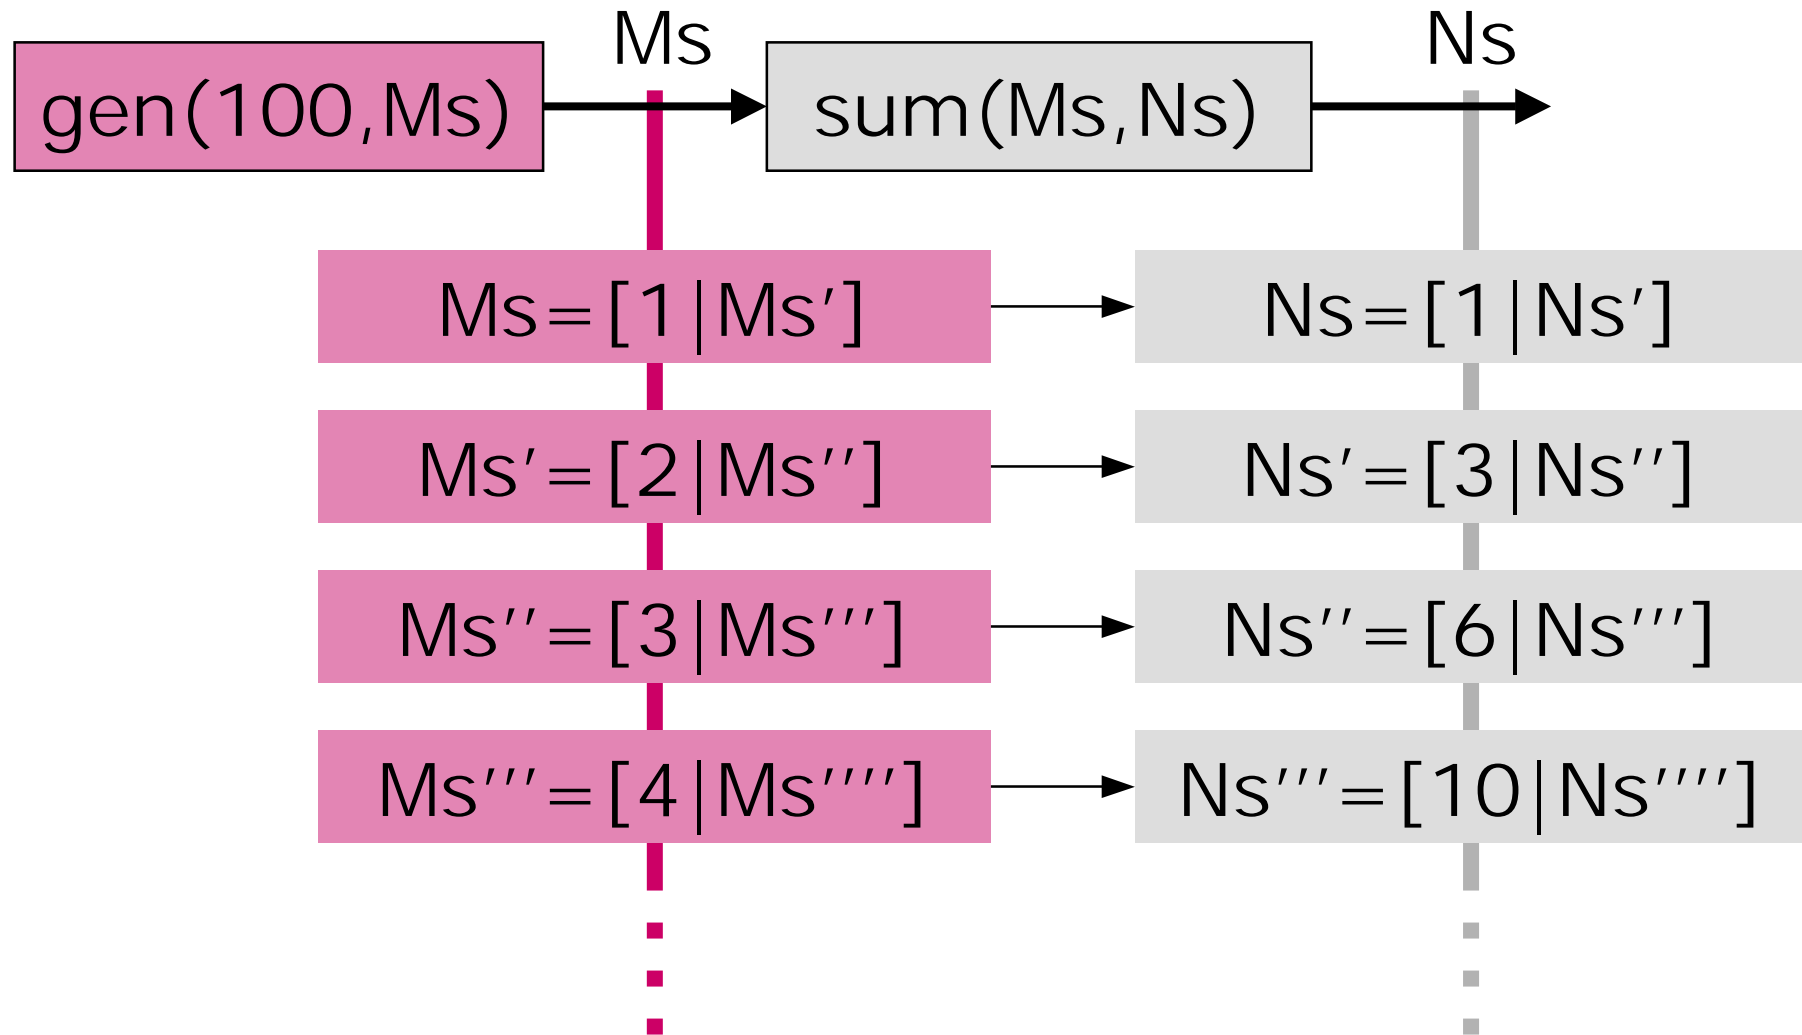 Ms
Ns
gen(100,Ms)
sum(Ms,Ns)
Ms=[1|Ms′]
Ns=[1|Ns′]
Ms′=[2|Ms′′]
Ns′=[3|Ns′′]
Ms′′=[3|Ms′′′]
Ns′′=[6|Ns′′′]
Ms′′′=[4|Ms′′′′]
Ns′′′=[10|Ns′′′′]